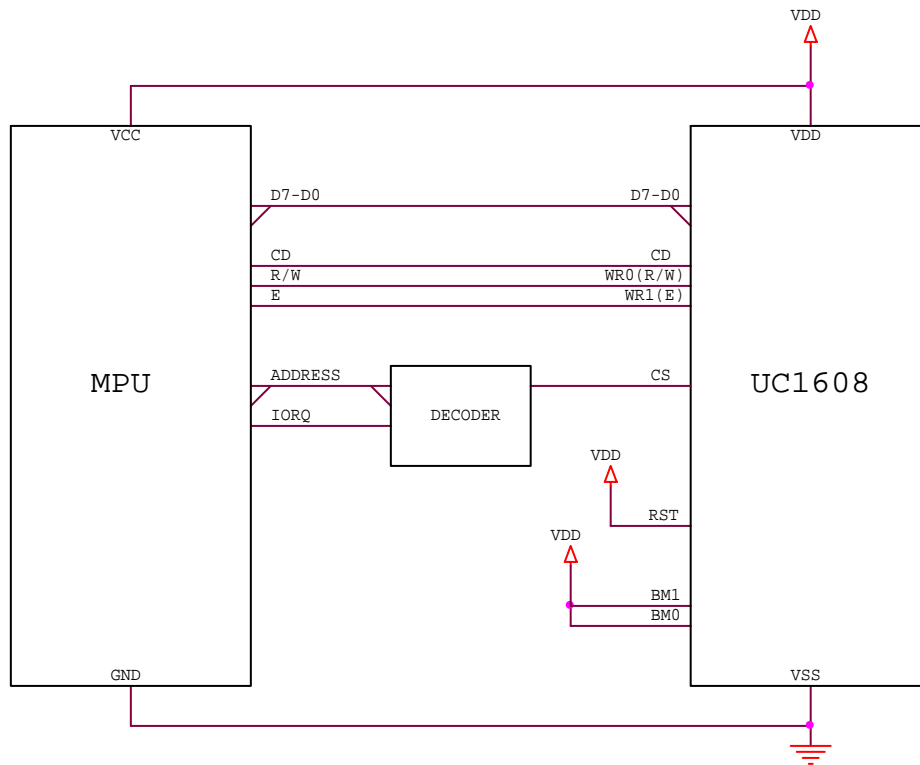 VDD
VCC
VDD
D7-D0
D7-D0
CD
CD
R/W
WR0(R/W)
E
WR1(E)
MPU
ADDRESS
IORQ
DECODER
CS
UC1608
VDD
RST
VDD
BM1
BM0
GND
VSS